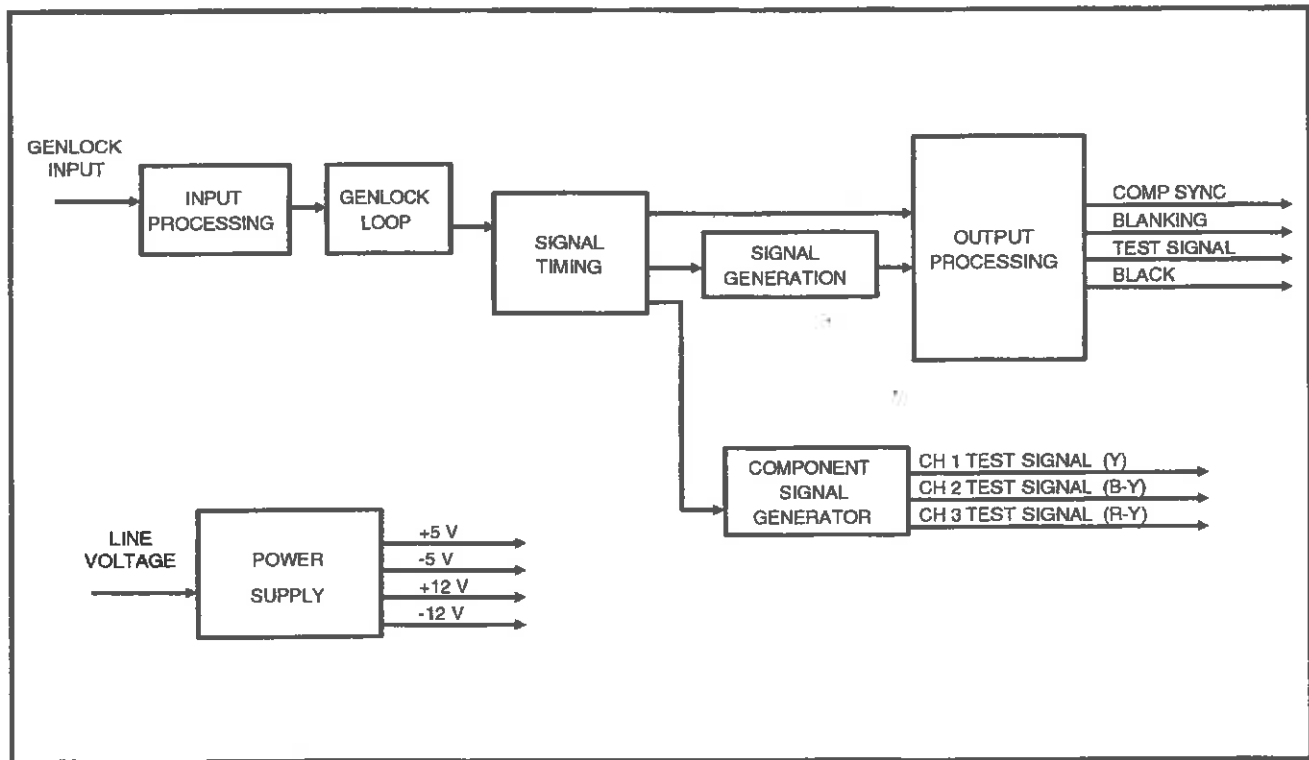 GENLOCK
INPUT
INPUT
PROCESSING
GENLOCK
LOOP
SIGNAL
TIMING
SIGNAL
GENERATION
OUTPUT
PROCESSING
COMP SYNC
BLANKING
TEST SIGNAL
BLACK
COMPONENT
SIGNAL
GENERATOR
CH 1 TEST SIGNAL (Y)
CH 2 TEST SIGNAL (B-Y)
CH 3 TEST SIGNAL (R-Y)
LINE
VOLTAGE
POWER
SUPPLY
+5 V
-5 V
+12 V
-12 V